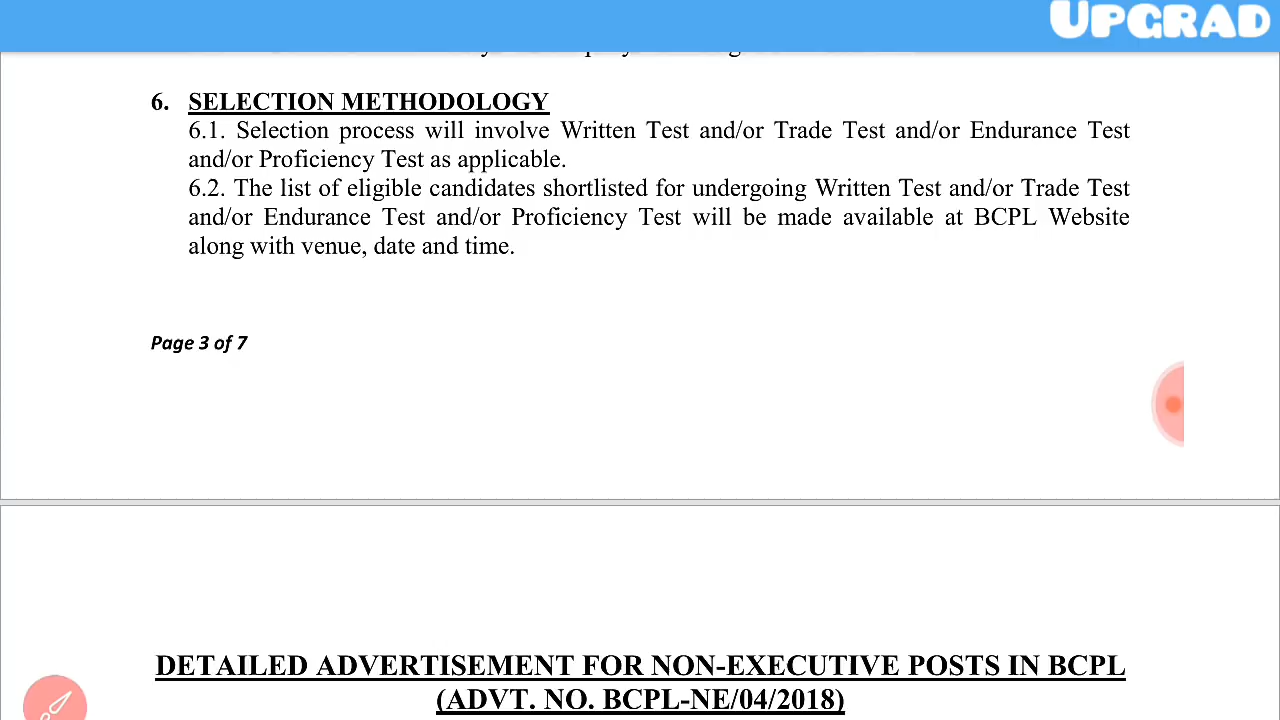 UPGRAD
6. SELECTION METHODOLOGY
6.1. Selection process will involve Written Test and/or Trade Test and/or Endurance Test
and/or Proficiency Test as applicable.
6.2. The list of eligible candidates shortlisted for undergoing Written Test and/or Trade Test
and/or Endurance Test and/or Proficiency Test will be made available at BCPL Website
along with venue, date and time.
Page 3 of 7
DETAILED ADVERTISEMENT FOR NON-EXECUTIVE POSTS IN BCPL
(ADVT. NO. BCPL-NE/04/2018)